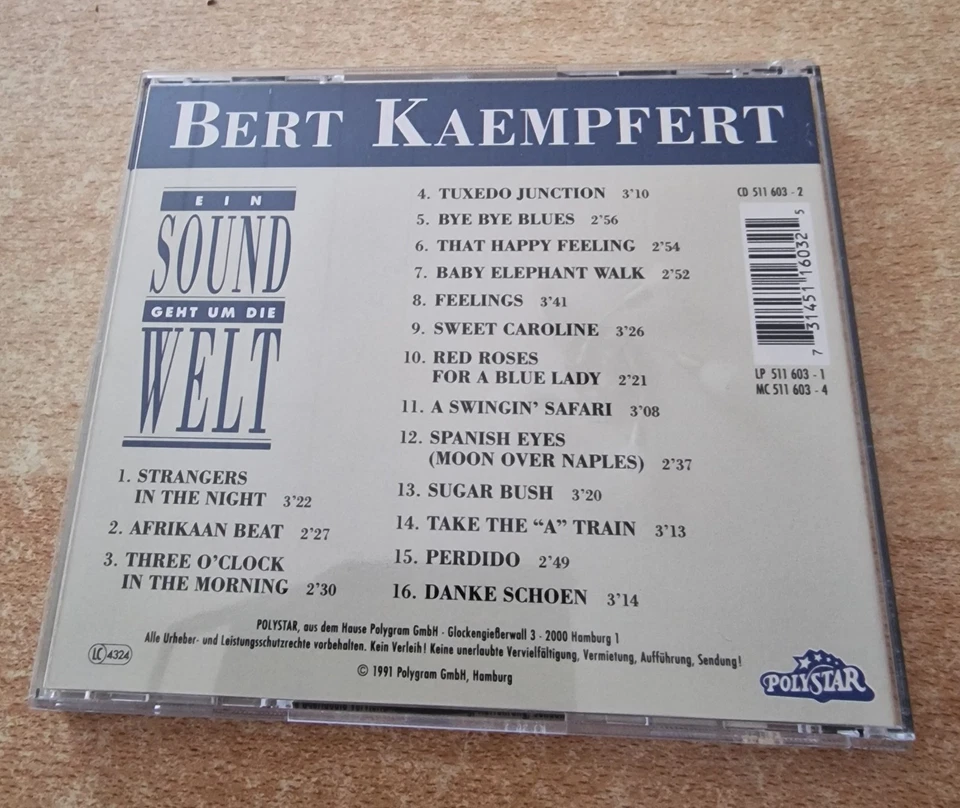 BERT KAEMPFERT
EIN
SOUND
GEHT UM DIE
WELT
1. STRANGERS
IN THE NIGHT 3'22
2. AFRIKAAN BEAT 2'27
3. THREE O'CLOCK
IN THE MORNING 2'30
4. TUXEDO JUNCTION 3'10
5. BYE BYE BLUES 2'56
6. THAT HAPPY FEELING 2'54
7. BABY ELEPHANT WALK 2'52
8. FEELINGS 3'41
9. SWEET CAROLINE 3'26
10. RED ROSES
FOR A BLUE LADY 2'21
11. A SWINGIN' SAFARI 3'08
12. SPANISH EYES
(MOON OVER NAPLES) 2'37
13. SUGAR BUSH 3'20
14. TAKE THE “A” TRAIN 3'13
15. PERDIDO 2'49
16. DANKE SCHOEN 3'14
CD 511 603 - 2
7 31451 16032 5
LP 511 603 - 1
MC 511 603 - 4
POLYSTAR, aus dem Hause Polygram GmbH · Glockengießerwall 3 · 2000 Hamburg 1
Alle Urheber- und Leistungsschutzrechte vorbehalten. Kein Verleih! Keine unerlaubte Vervielfältigung, Vermietung, Aufführung, Sendung!
© 1991 Polygram GmbH, Hamburg
LC 4324
POLYSTAR